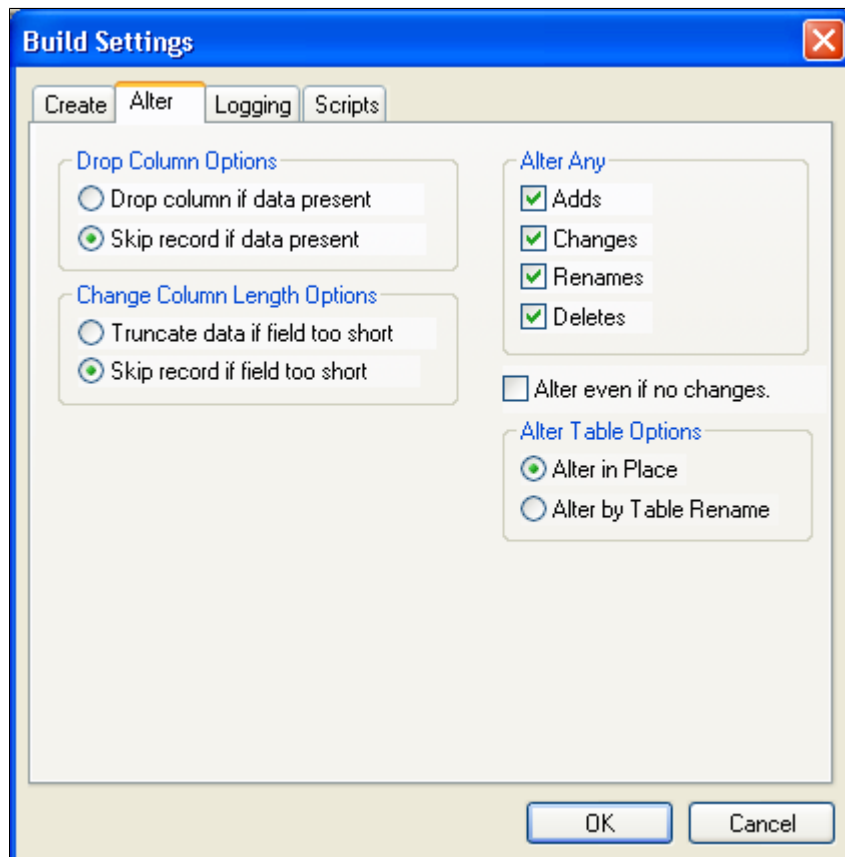 Build Settings
Create Alter Logging Scripts
Drop Column Options
Drop column if data present
Skip record if data present
Change Column Length Options
Truncate data if field too short
Skip record if field too short
Alter Any
Adds
Changes
Renames
Deletes
Alter even if no changes.
Alter Table Options
Alter in Place
Alter by Table Rename
OK Cancel